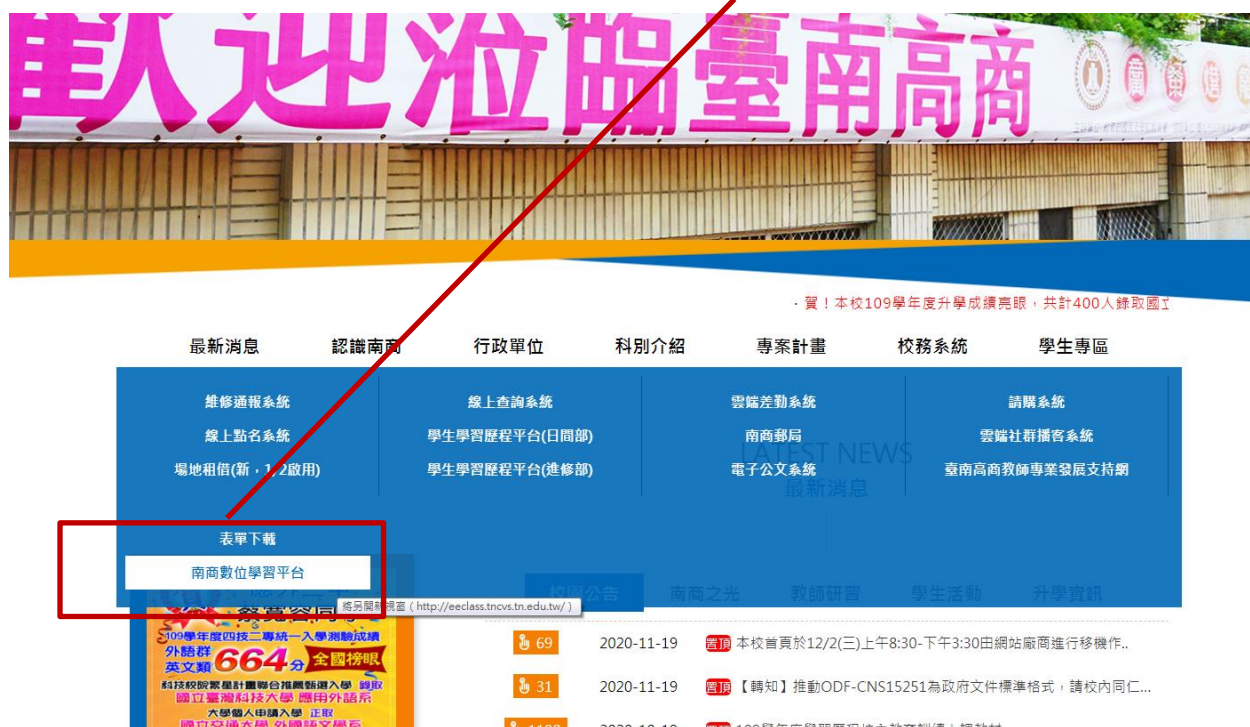 歡迎蒞臨臺南高商
·賀！本校109學年度升學成績亮眼，共計400人錄取國立
最新消息 認識南商 行政單位 科別介紹 專案計畫 校務系統 學生專區
維修通報系統 線上查詢系統 雲端差勤系統 請購系統
線上點名系統 學生學習歷程平台(日間部) 南商郵局 雲端社群播客系統
LATEST NEWS
場地租借(新，1/2啟用) 學生學習歷程平台(進修部) 電子公文系統 臺南高商教師專業發展支持網
最新消息
表單下載
南商數位學習平台
校園公告 南商之光 教師研習 學生活動 升學資訊
將另開新視窗(http://eeclass.tncvs.tn.edu.tw/)
109學年度四技二專統一入學測驗成績
外語群
英文類 664分 全國榜眼
科技校院繁星計畫聯合推薦甄選入學 錄取
國立臺灣科技大學 應用外語系
大學個人申請入學 正取
國立交通大學 外國語文學系
69 2020-11-19 置頂 本校首頁於12/2(三)上午8:30-下午3:30由網站廠商進行移機作..
31 2020-11-19 置頂 【轉知】推動ODF-CNS15251為政府文件標準格式，請校內同仁...